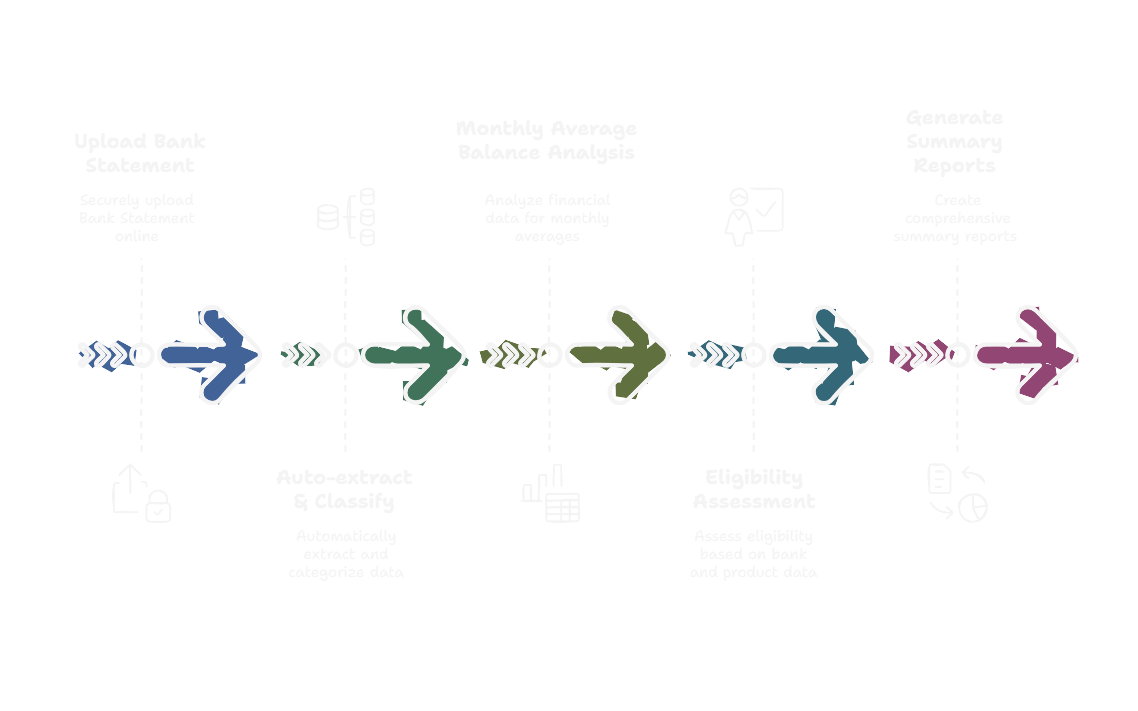 Upload Bank
Statement
Securely upload
Bank Statement
online
Auto-extract
& Classify
Automatically
extract and
categorize data
Monthly Average
Balance Analysis
Analyze financial
data for monthly
averages
Eligibility
Assessment
Assess eligibility
based on bank
and product data
Generate
Summary
Reports
Create
comprehensive
summary reports